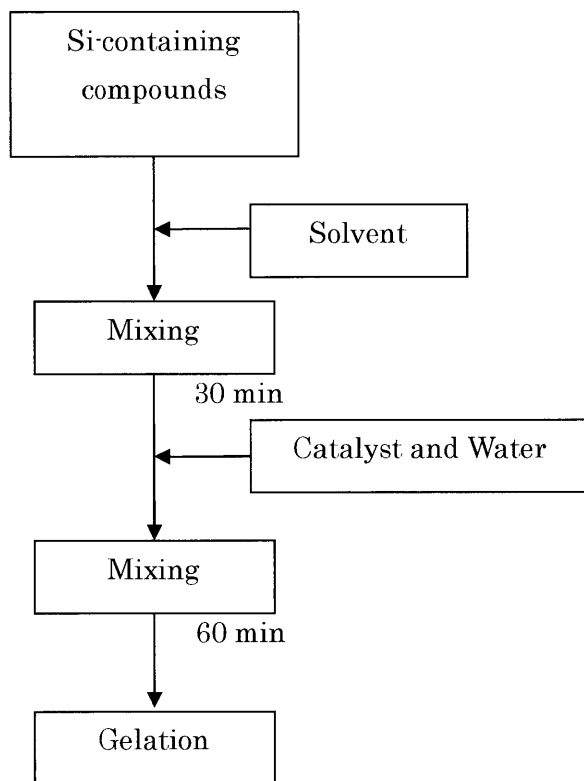 Si-containing
compounds
Solvent
Mixing
30 min
Catalyst and Water
Mixing
60 min
Gelation